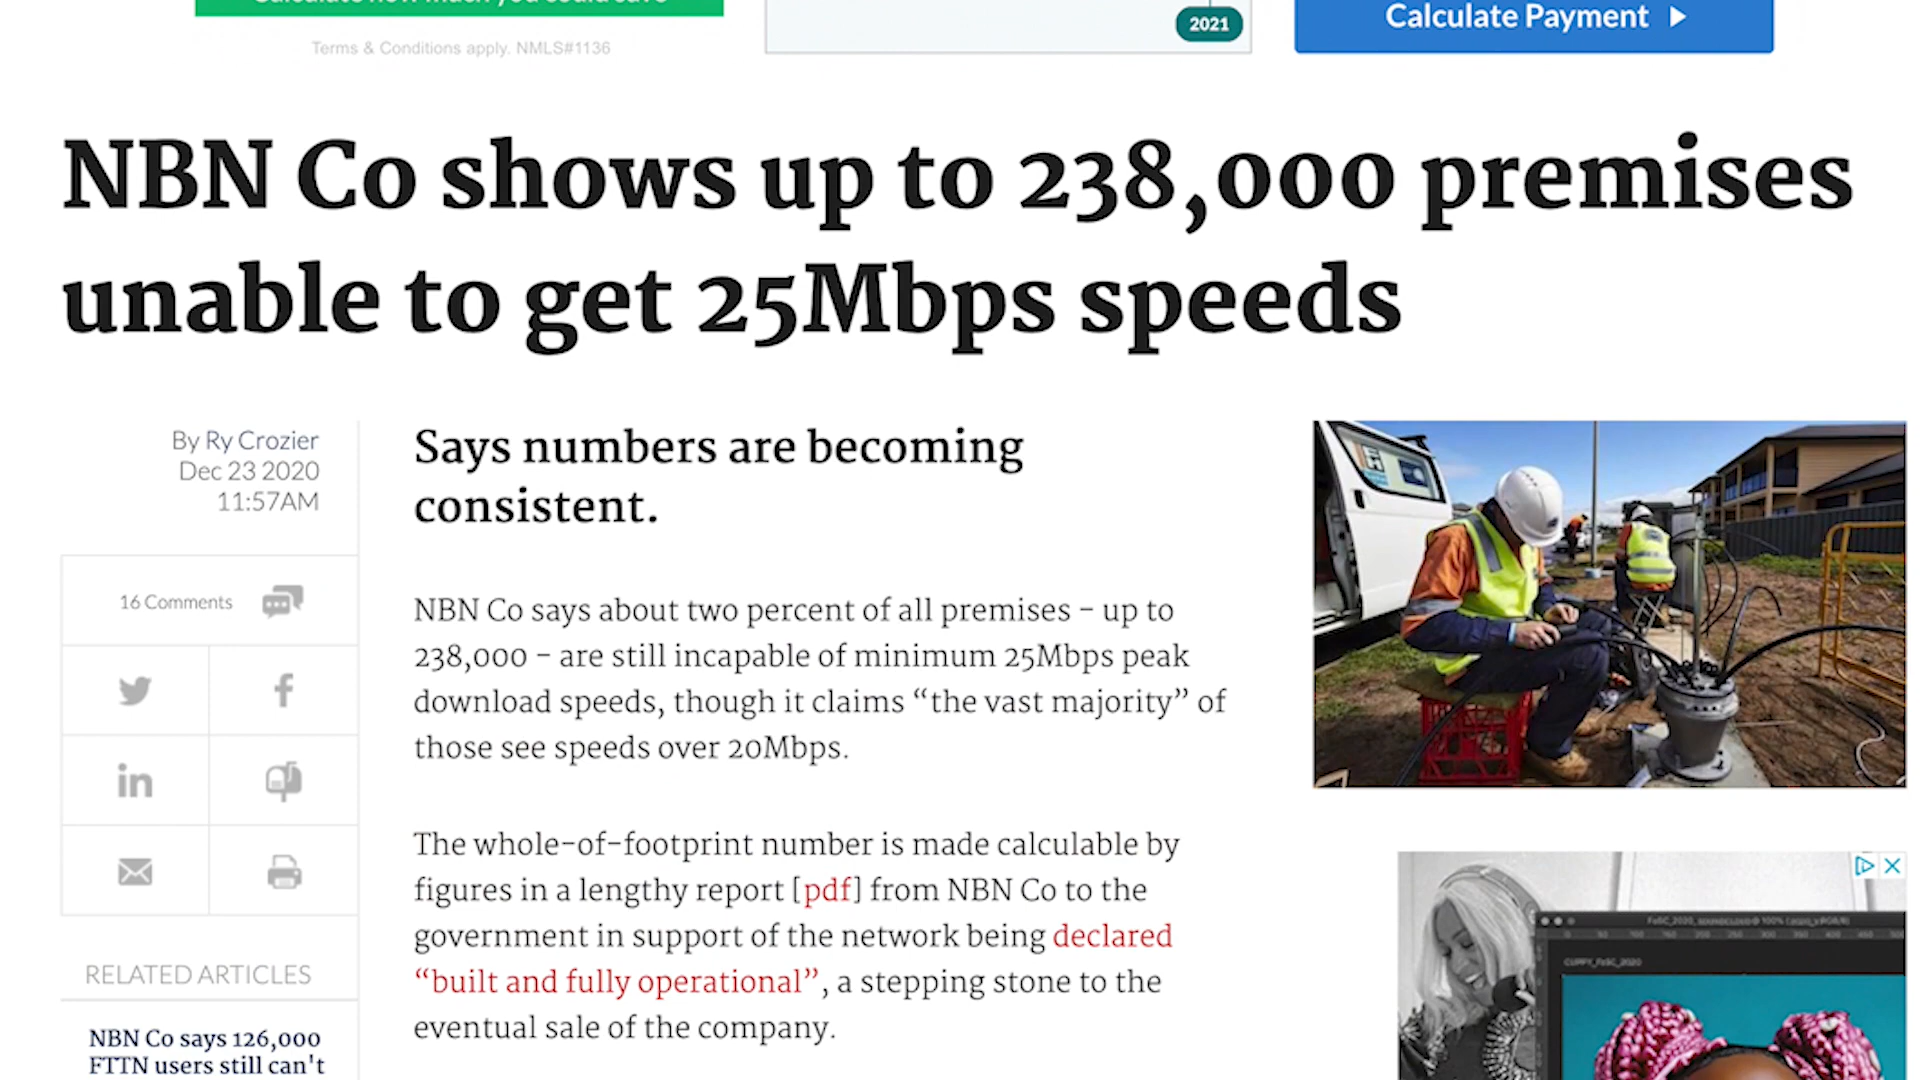 Calculate how much you could save
Terms & Conditions apply. NMLS#1136
2021
Calculate Payment
NBN Co shows up to 238,000 premises
unable to get 25Mbps speeds
By Ry Crozier
Dec 23 2020
11:57AM
16 Comments
RELATED ARTICLES
NBN Co says 126,000
FTTN users still can't
Says numbers are becoming
consistent.
NBN Co says about two percent of all premises – up to
238,000 – are still incapable of minimum 25Mbps peak
download speeds, though it claims “the vast majority” of
those see speeds over 20Mbps.
The whole-of-footprint number is made calculable by
figures in a lengthy report [pdf] from NBN Co to the
government in support of the network being declared
“built and fully operational”, a stepping stone to the
eventual sale of the company.